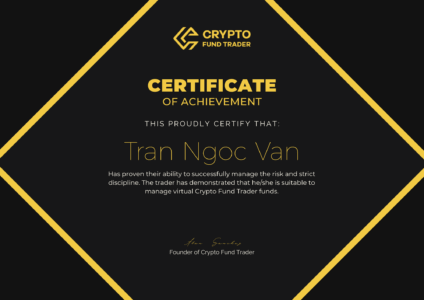 CRYPTO
FUND TRADER
CERTIFICATE
OF ACHIEVEMENT
THIS PROUDLY CERTIFY THAT:
Tran Ngoc Van
Has proven their ability to successfully manage the risk and strict
discipline. The trader has demonstrated that he/she is suitable to
manage virtual Crypto Fund Trader funds.
Founder of Crypto Fund Trader